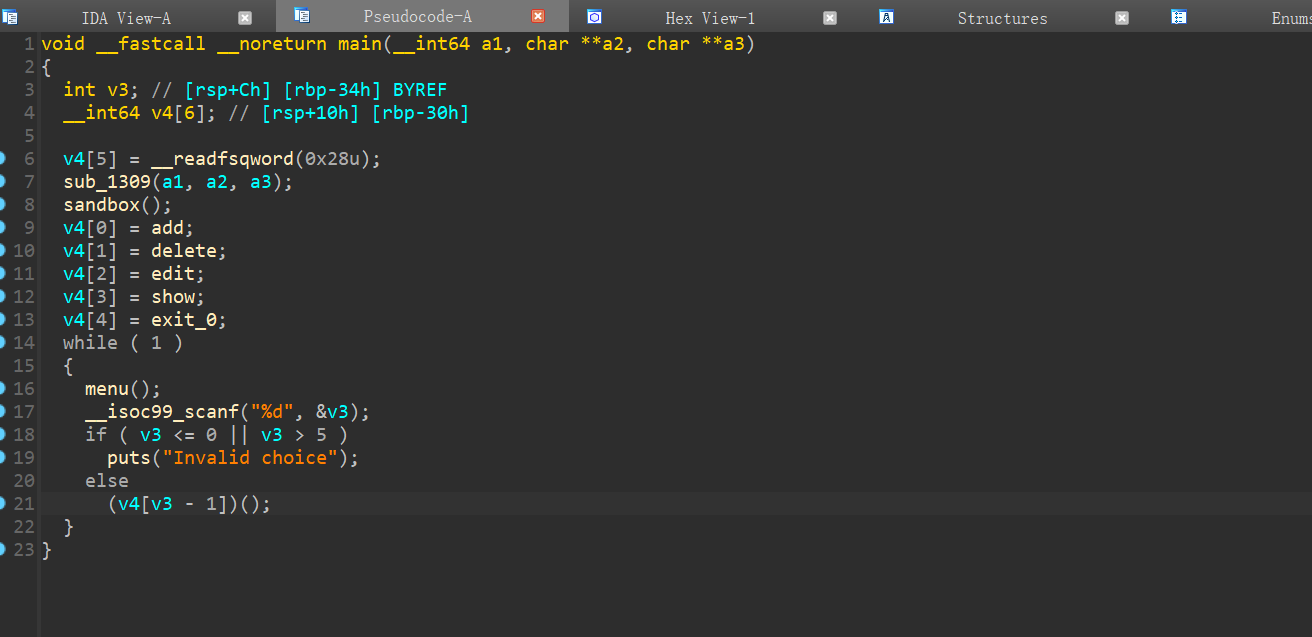 IDA View-A Pseudocode-A Hex View-1 Structures Enums
1 void __fastcall __noreturn main(__int64 a1, char **a2, char **a3)
2 {
3 int v3; // [rsp+Ch] [rbp-34h] BYREF
4 __int64 v4[6]; // [rsp+10h] [rbp-30h]
5
6 v4[5] = __readfsqword(0x28u);
7 sub_1309(a1, a2, a3);
8 sandbox();
9 v4[0] = add;
10 v4[1] = delete;
11 v4[2] = edit;
12 v4[3] = show;
13 v4[4] = exit_0;
14 while ( 1 )
15 {
16 menu();
17 __isoc99_scanf("%d", &v3);
18 if ( v3 <= 0 || v3 > 5 )
19 puts("Invalid choice");
20 else
21 (v4[v3 - 1])();
22 }
23 }